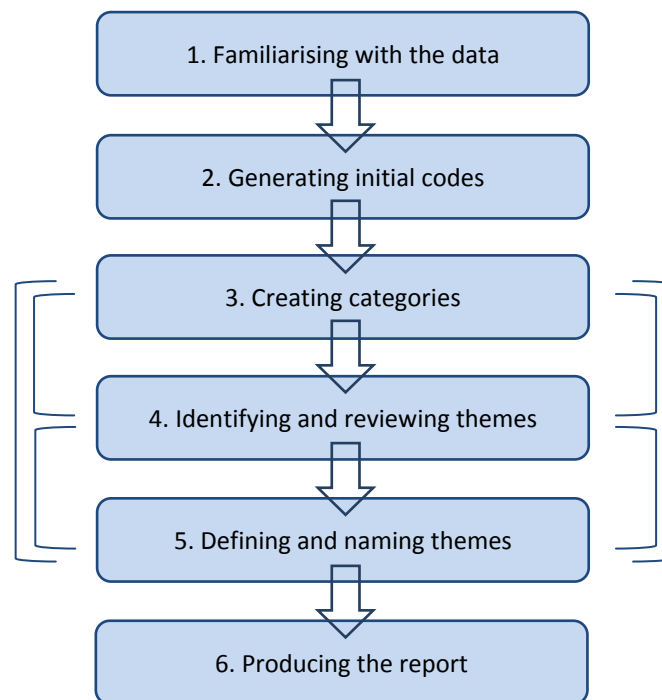 1. Familiarising with the data
2. Generating initial codes
3. Creating categories
4. Identifying and reviewing themes
5. Defining and naming themes
6. Producing the report